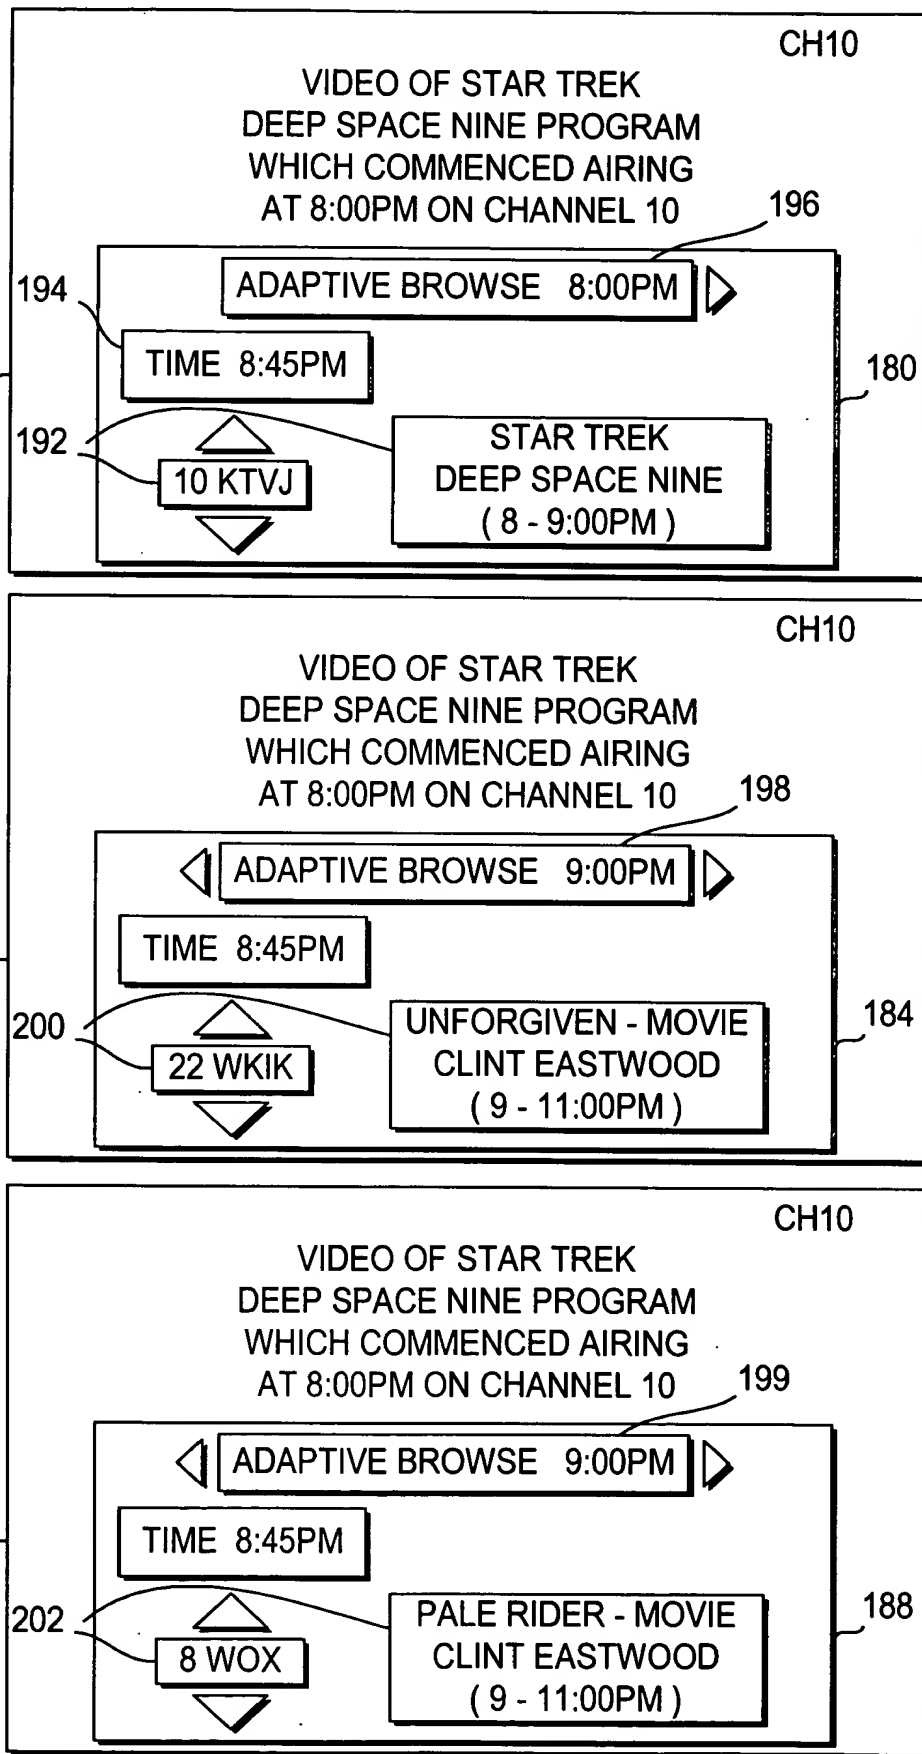 CH10
VIDEO OF STAR TREK
DEEP SPACE NINE PROGRAM
WHICH COMMENCED AIRING
AT 8:00PM ON CHANNEL 10
196
ADAPTIVE BROWSE 8:00PM
194
TIME 8:45PM
180
192
10 KTVJ
STAR TREK
DEEP SPACE NINE
( 8 - 9:00PM )
CH10
VIDEO OF STAR TREK
DEEP SPACE NINE PROGRAM
WHICH COMMENCED AIRING
AT 8:00PM ON CHANNEL 10
198
ADAPTIVE BROWSE 9:00PM
TIME 8:45PM
200
22 WKIK
UNFORGIVEN - MOVIE
CLINT EASTWOOD
( 9 - 11:00PM )
184
CH10
VIDEO OF STAR TREK
DEEP SPACE NINE PROGRAM
WHICH COMMENCED AIRING
AT 8:00PM ON CHANNEL 10
199
ADAPTIVE BROWSE 9:00PM
TIME 8:45PM
202
8 WOX
PALE RIDER - MOVIE
CLINT EASTWOOD
( 9 - 11:00PM )
188